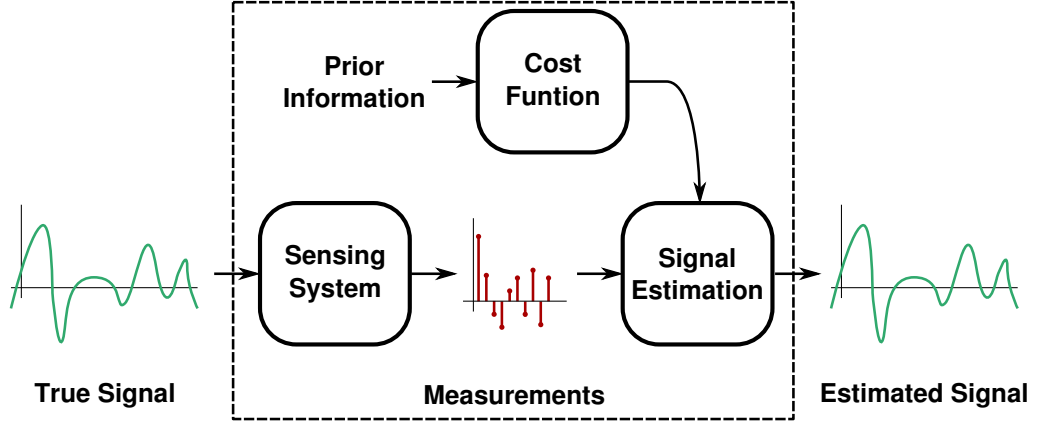 Prior
Information
Cost
Funtion
Sensing
System
Signal
Estimation
True Signal
Measurements
Estimated Signal